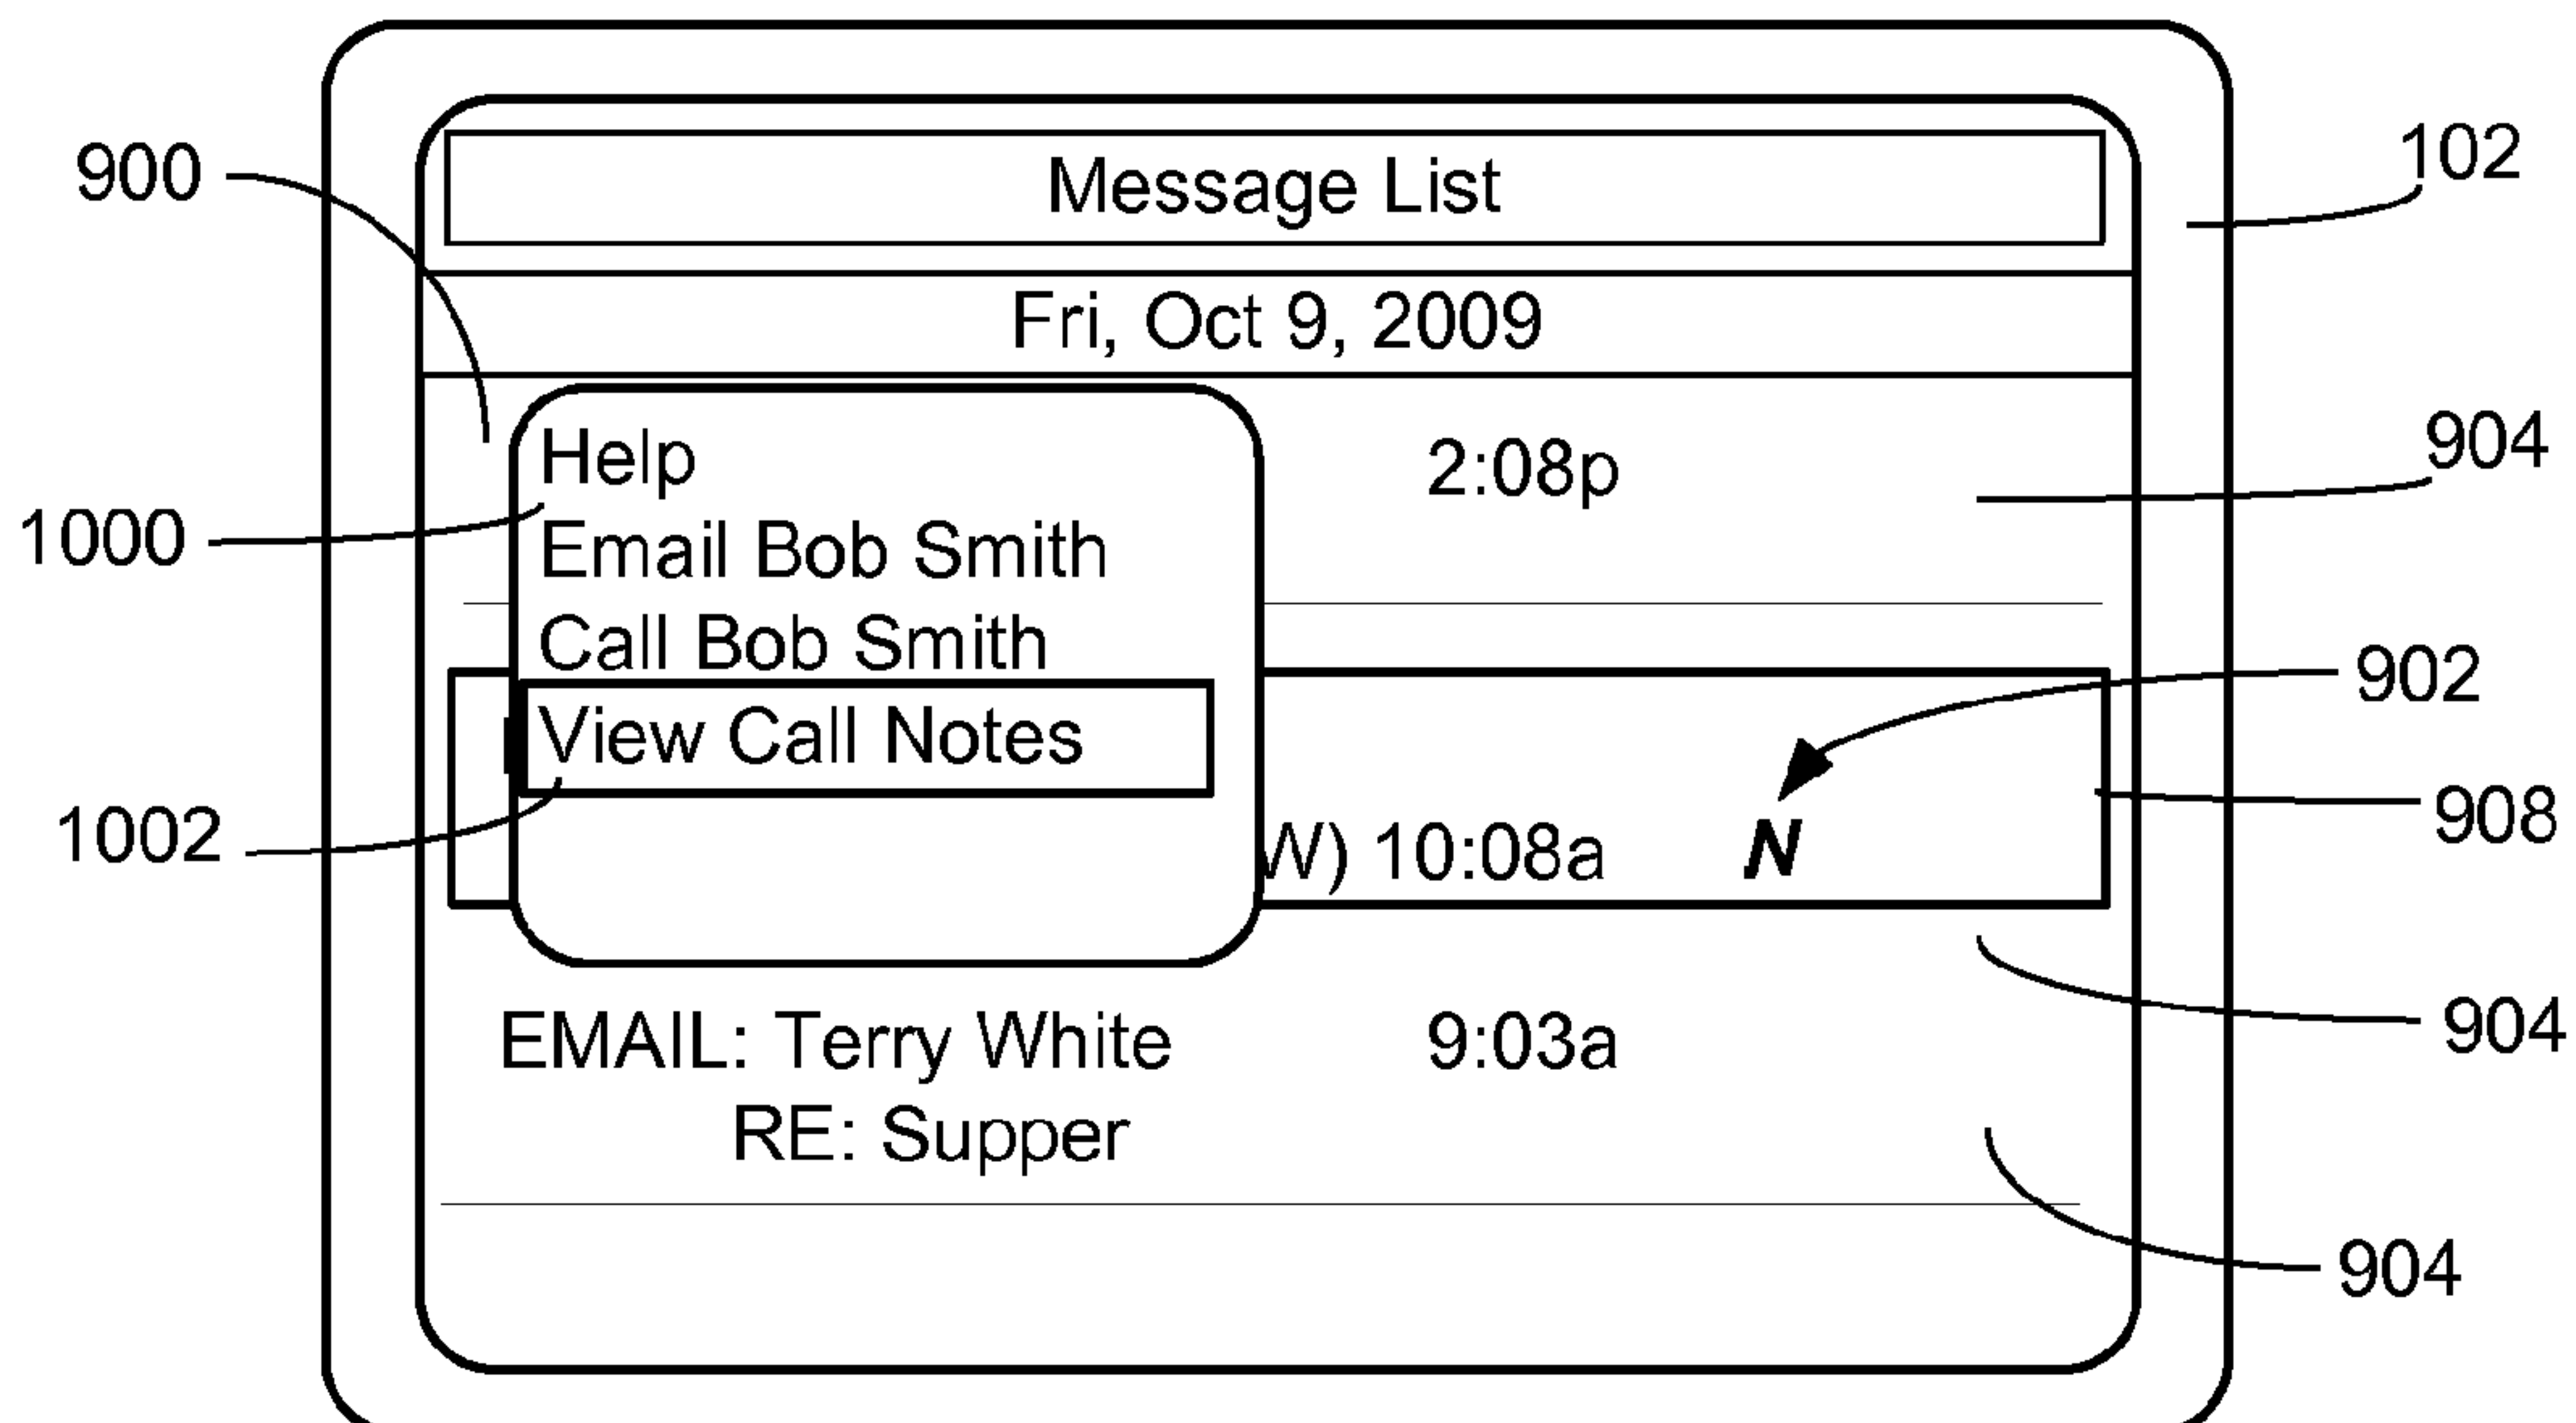 Message List
102
900
Fri, Oct 9, 2009
Help
2:08p
904
1000
Email Bob Smith
Call Bob Smith
902
View Call Notes
908
1002
W) 10:08a N
904
EMAIL: Terry White 9:03a
RE: Supper
904